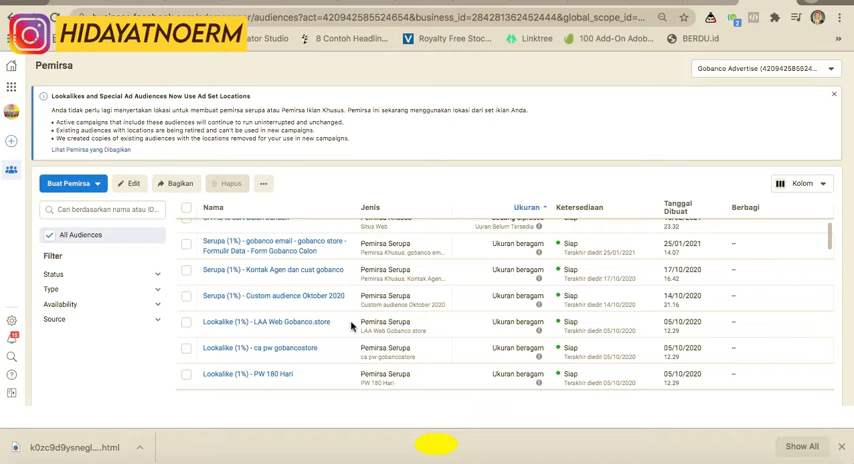 HIDAYATNOERM
/audiences?act=420942585524654&business_id=284281362452444&global_scope_id=...
ator Studio
8 Contoh Headlin...
Royalty Free Stoc...
Linktree
100 Add-On Adob...
BERDU.id
»
Pemirsa
Gobanco Advertise (42094258552...
Lookalikes and Special Ad Audiences Now Use Ad Set Locations
Anda tidak perlu lagi menyertakan lokasi untuk membuat pemirsa serupa atau Pemirsa Iklan Khusus. Pemirsa ini sekarang menggunakan lokasi dari set iklan Anda.
• Active campaigns that include these audiences will continue to run uninterrupted and unchanged.
• Existing audiences with locations are being retired and can't be used in new campaigns.
• We created copies of existing audiences with the locations removed for your use in new campaigns.
Lihat Pemirsa yang Dibagikan
Buat Pemirsa
Edit
Bagikan
Hapus
...
Kolom
Cari berdasarkan nama atau ID...
All Audiences
Filter
Status
Type
Availability
Source
Nama
Jenis
Ukuran
Ketersediaan
Tanggal
Dibuat
Berbagi
Situs Web
Uuran Belum Tersedia
23.32
Serupa (1%) - gobanco email - gobanco store -
Formulir Data - Form Gobanco Calon
Pemirsa Serupa
Pemirsa Khusus: gobanco em...
Ukuran beragam
Siap
Terakhir diedit 25/01/2021
25/01/2021
14.07
--
Serupa (1%) - Kontak Agen dan cust gobanco
Pemirsa Serupa
Pemirsa Khusus: Kontak Agen...
Ukuran beragam
Siap
Terakhir diedit 17/10/2020
17/10/2020
16.42
--
Serupa (1%) - Custom audience Oktober 2020
Pemirsa Serupa
Custom audience Oktober 2020
Ukuran beragam
Siap
Terakhir diedit 14/10/2020
14/10/2020
21.16
--
Lookalike (1%) - LAA Web Gobanco.store
Pemirsa Serupa
LAA Web Gobanco.store
Ukuran beragam
Siap
Terakhir diedit 05/10/2020
05/10/2020
12.29
--
Lookalike (1%) - ca pw gobancostore
Pemirsa Serupa
ca pw gobancostore
Ukuran beragam
Siap
Terakhir diedit 05/10/2020
05/10/2020
12.29
--
Lookalike (1%) - PW 180 Hari
Pemirsa Serupa
PW 180 Hari
Ukuran beragam
Siap
Terakhir diedit 05/10/2020
05/10/2020
12.29
--
k0zc9d9ysnegl....html
Show All